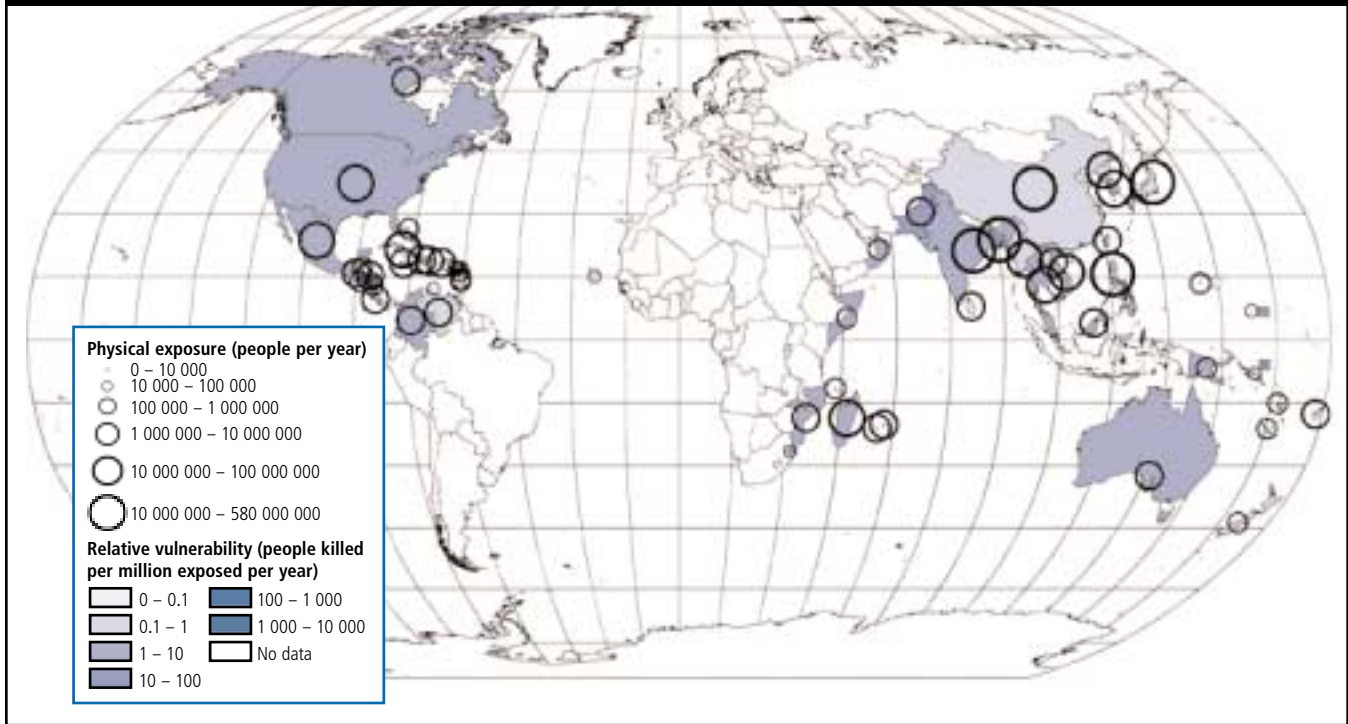 Physical exposure (people per year)
0 – 10 000
10 000 – 100 000
100 000 – 1 000 000
1 000 000 – 10 000 000
10 000 000 – 100 000 000
10 000 000 – 580 000 000
Relative vulnerability (people killed
per million exposed per year)
0 – 0.1
0.1 – 1
1 – 10
10 – 100
100 – 1 000
1 000 – 10 000
No data